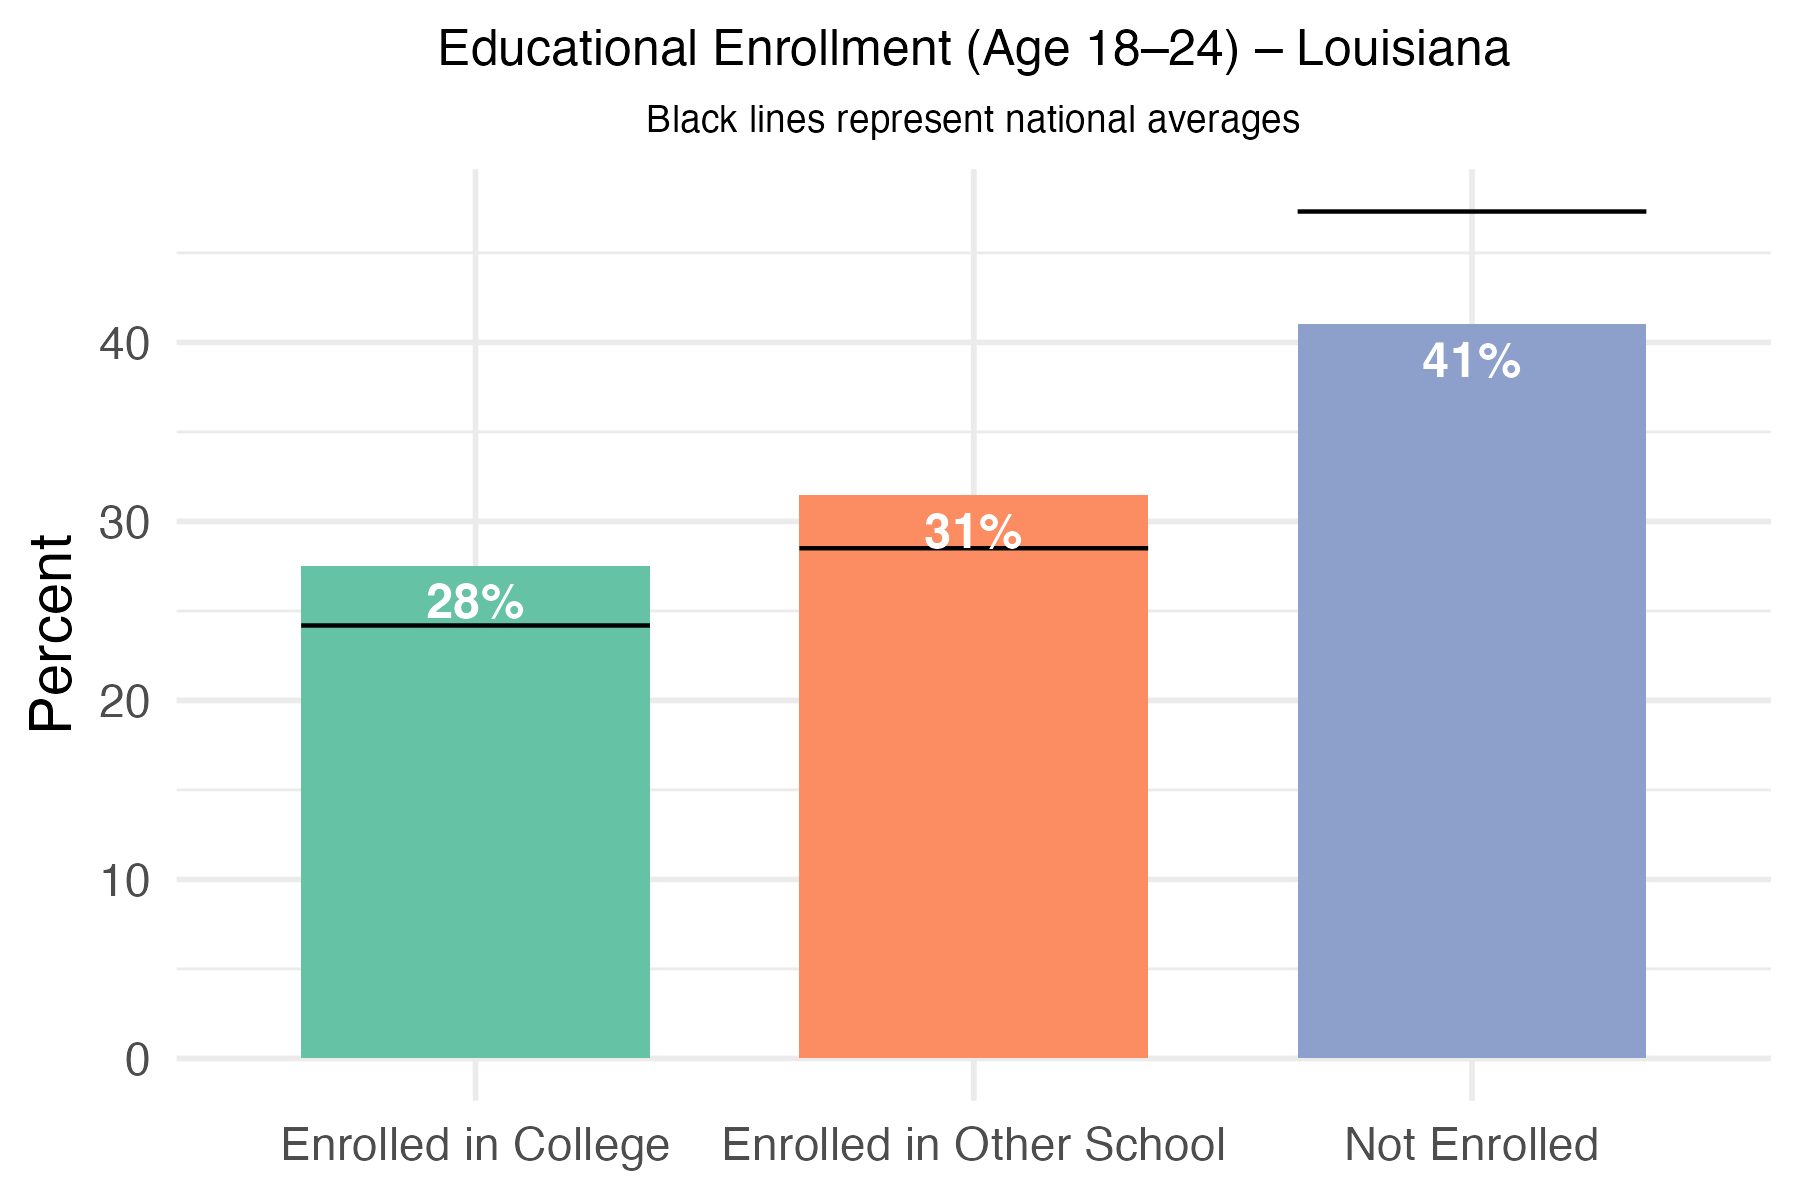 Educational Enrollment (Age 18–24) – Louisiana
Black lines represent national averages
Percent
40
30
20
10
0
28%
31%
41%
Enrolled in College
Enrolled in Other School
Not Enrolled